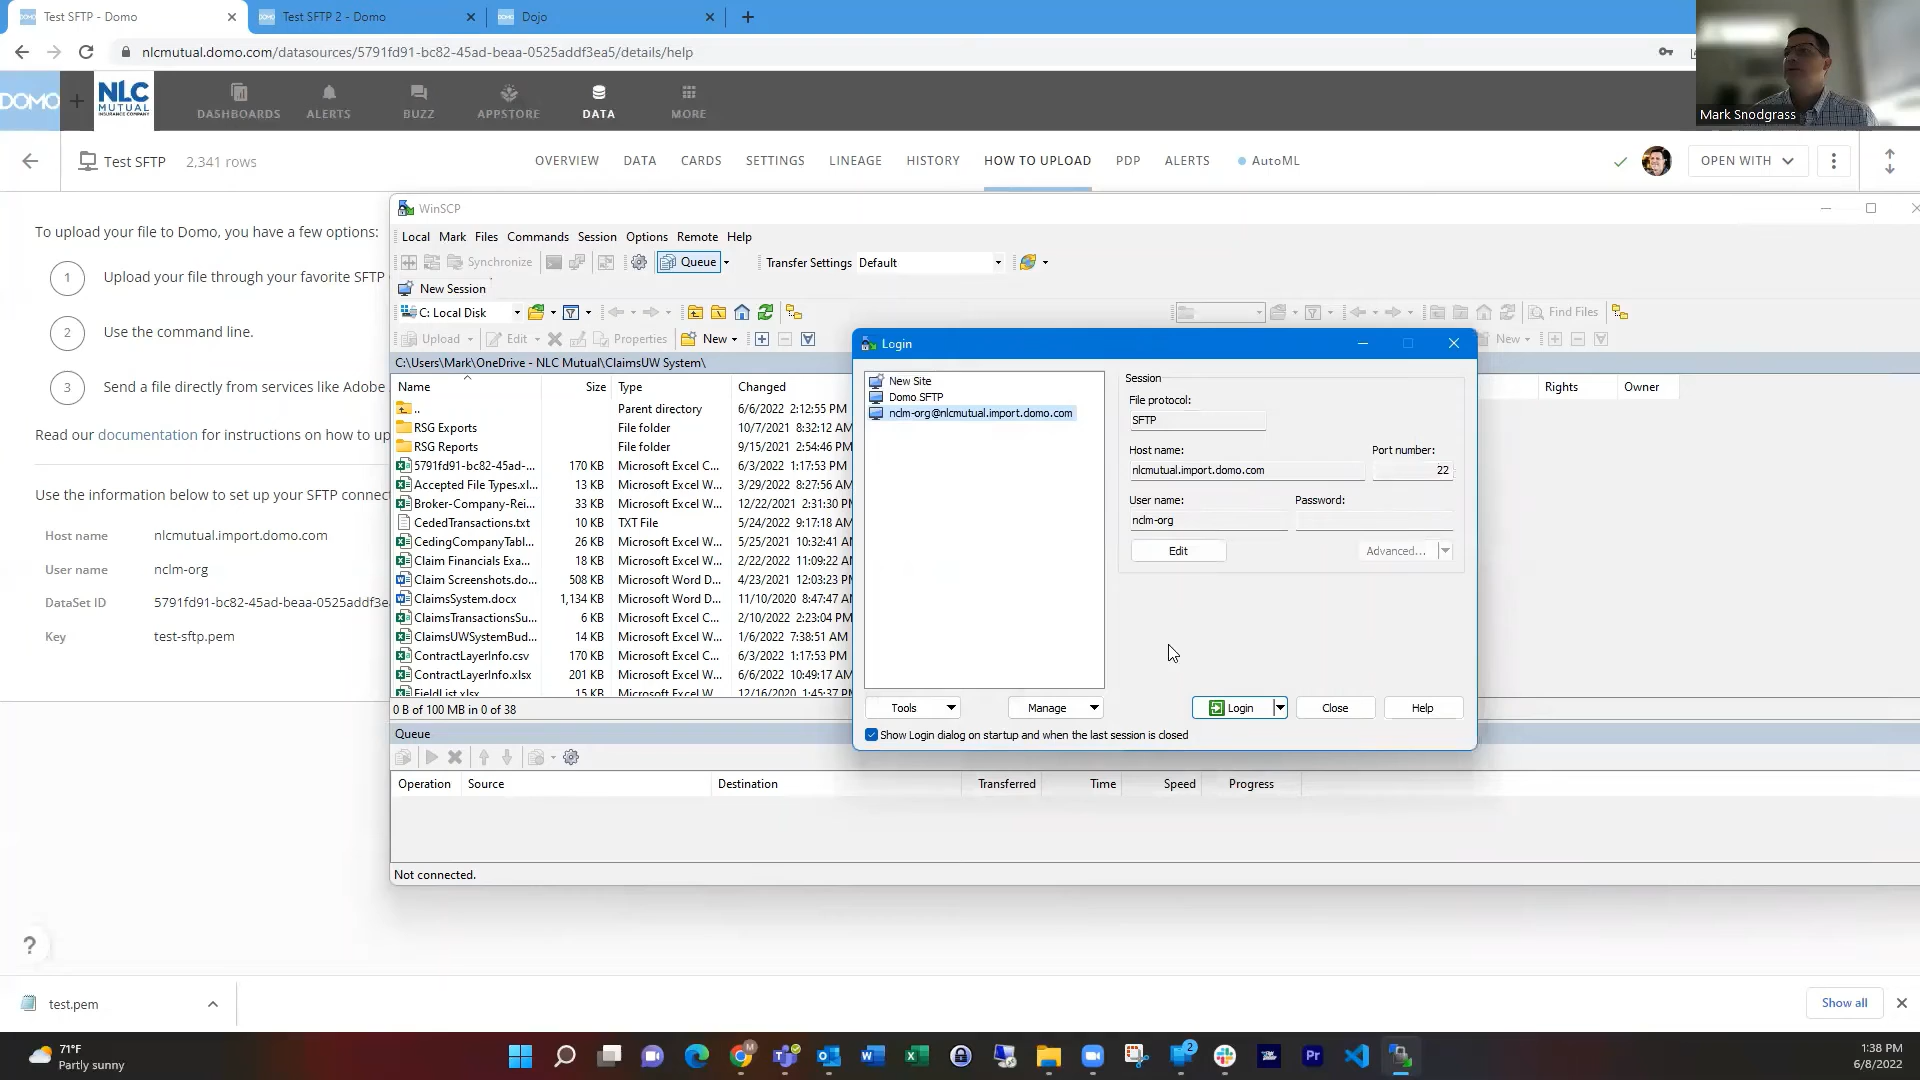 Test SFTP - Domo
Test SFTP 2 - Domo
Dojo
nlcmutual.domo.com/datasources/5791fd91-bc82-45ad-beaa-0525addf3ea5/details/help
DOMO
NLC
MUTUAL
INSURANCE COMPANY
DASHBOARDS
ALERTS
BUZZ
APPSTORE
DATA
MORE
Mark Snodgrass
Test SFTP 2,341 rows
OVERVIEW
DATA
CARDS
SETTINGS
LINEAGE
HISTORY
HOW TO UPLOAD
PDP
ALERTS
AutoML
OPEN WITH
To upload your file to Domo, you have a few options:
1 Upload your file through your favorite SFTP
2 Use the command line.
3 Send a file directly from services like Adobe
Read our documentation for instructions on how to up
Use the information below to set up your SFTP connec
Host name nlcmutual.import.domo.com
User name nclm-org
DataSet ID 5791fd91-bc82-45ad-beaa-0525addf3e
Key test-sftp.pem
WinSCP
Local Mark Files Commands Session Options Remote Help
Synchronize Queue Transfer Settings Default
New Session
C: Local Disk
Find Files
Upload Edit Properties New
New
C:\Users\Mark\OneDrive - NLC Mutual\ClaimsUW System\
Name Size Type Changed
Rights Owner
.. Parent directory 6/6/2022 2:12:55 PM
RSG Exports File folder 10/7/2021 8:32:12 AM
RSG Reports File folder 9/15/2021 2:54:46 PM
5791fd91-bc82-45ad-... 170 KB Microsoft Excel C... 6/3/2022 1:17:53 PM
Accepted File Types.xl... 13 KB Microsoft Excel W... 3/29/2022 8:27:56 AM
Broker-Company-Rei... 33 KB Microsoft Excel W... 12/22/2021 2:31:30 PM
CededTransactions.txt 10 KB TXT File 5/24/2022 9:17:18 AM
CedingCompanyTabl... 26 KB Microsoft Excel W... 5/25/2021 10:32:41 AM
Claim Financials Exa... 18 KB Microsoft Excel W... 2/22/2022 11:09:22 AM
Claim Screenshots.do... 508 KB Microsoft Word D... 4/23/2021 12:03:23 PM
ClaimsSystem.docx 1,134 KB Microsoft Word D... 11/10/2020 8:47:47 AM
ClaimsTransactionsSu... 6 KB Microsoft Excel C... 2/10/2022 2:23:04 PM
ClaimsUWSystemBud... 14 KB Microsoft Excel W... 1/6/2022 7:38:51 AM
ContractLayerInfo.csv 170 KB Microsoft Excel C... 6/3/2022 1:17:53 PM
ContractLayerInfo.xlsx 201 KB Microsoft Excel W... 6/6/2022 10:49:17 AM
FieldList.xlsx 15 KB Microsoft Excel W... 12/16/2020 1:45:37 PM
0 B of 100 MB in 0 of 38
Queue
Operation Source Destination Transferred Time Speed Progress
Not connected.
Login
New Site
Domo SFTP
nclm-org@nlcmutual.import.domo.com
Session
File protocol:
SFTP
Host name: Port number:
nlcmutual.import.domo.com 22
User name: Password:
nclm-org
Edit Advanced...
Tools Manage Login Close Help
Show Login dialog on startup and when the last session is closed
?
test.pem
Show all
71°F
Partly sunny
2
Pr
1:38 PM
6/8/2022